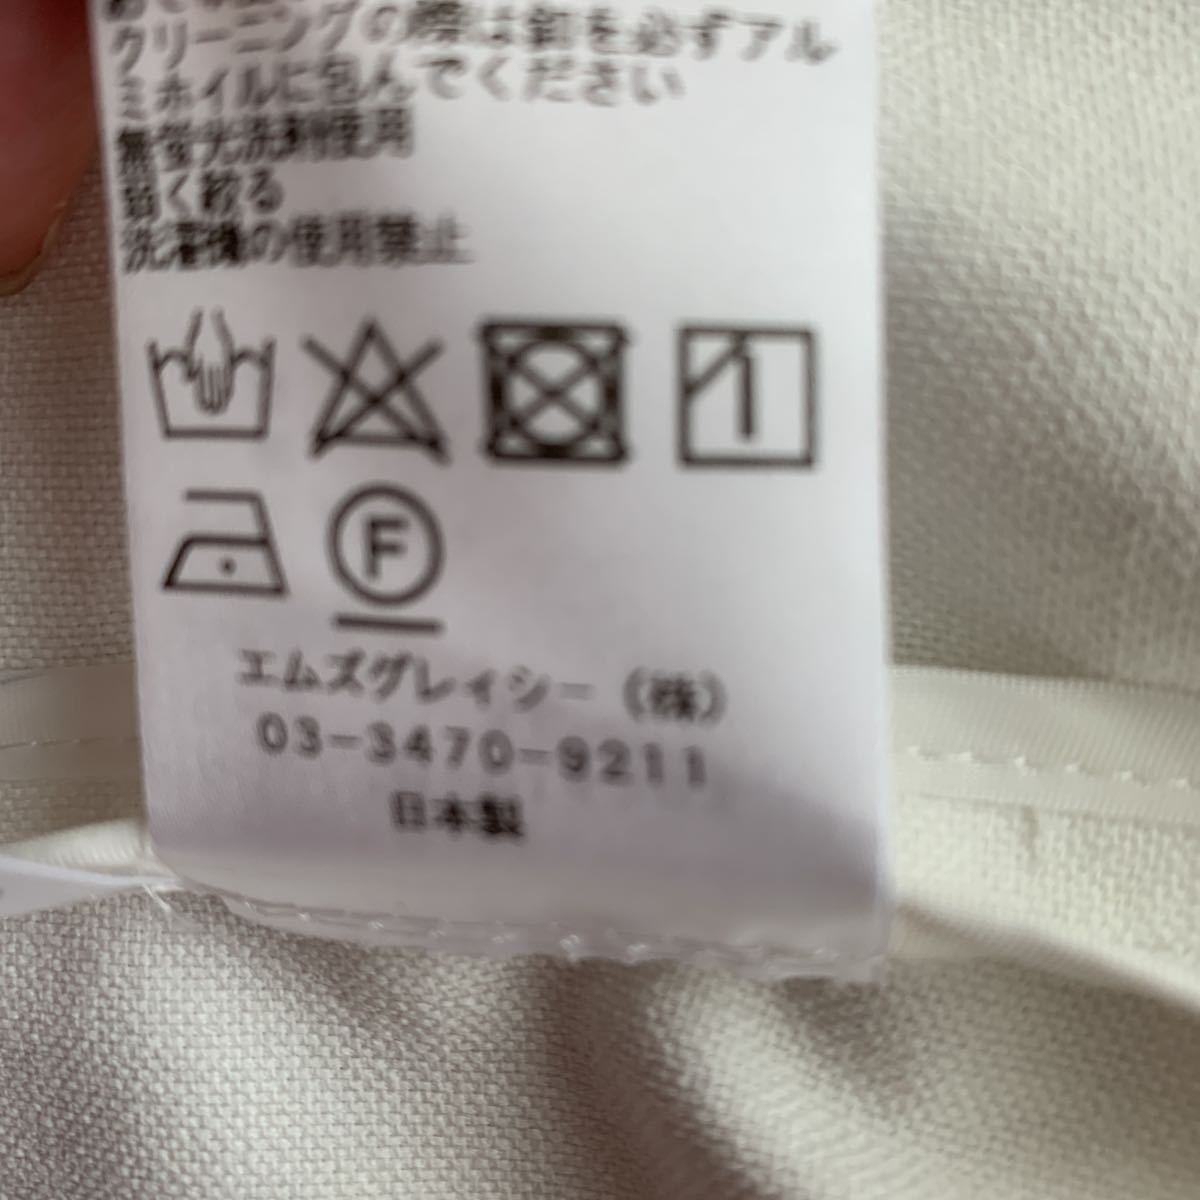 クリーニングの際は釦を必ずアル
ミホイルに包んでください
無蛍光洗剤使用
弱く絞る
洗濯機の使用禁止
F
エムズグレイシー(株)
03-3470-9211
日本製